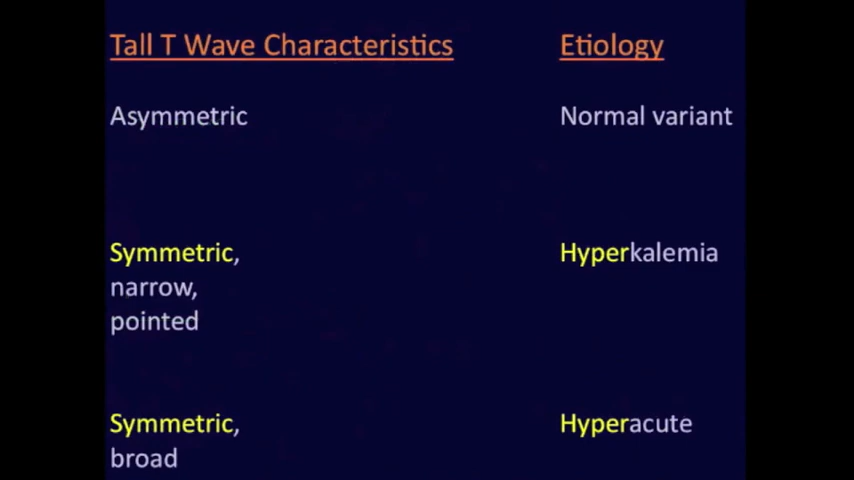 Tall T Wave Characteristics Etiology
Asymmetric Normal variant
Symmetric, Hyperkalemia
narrow,
pointed
Symmetric, Hyperacute
broad